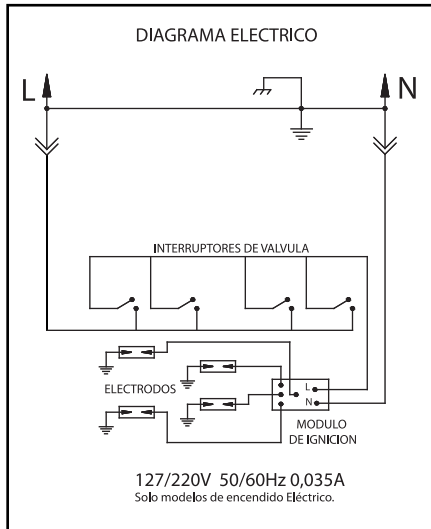 DIAGRAMA ELECTRICO
L
N
INTERRUPTORES DE VALVULA
ELECTRODOS
L
N
MODULO
DE IGNICION
127/220V 50/60Hz 0,035A
Solo modelos de encendido Eléctrico.